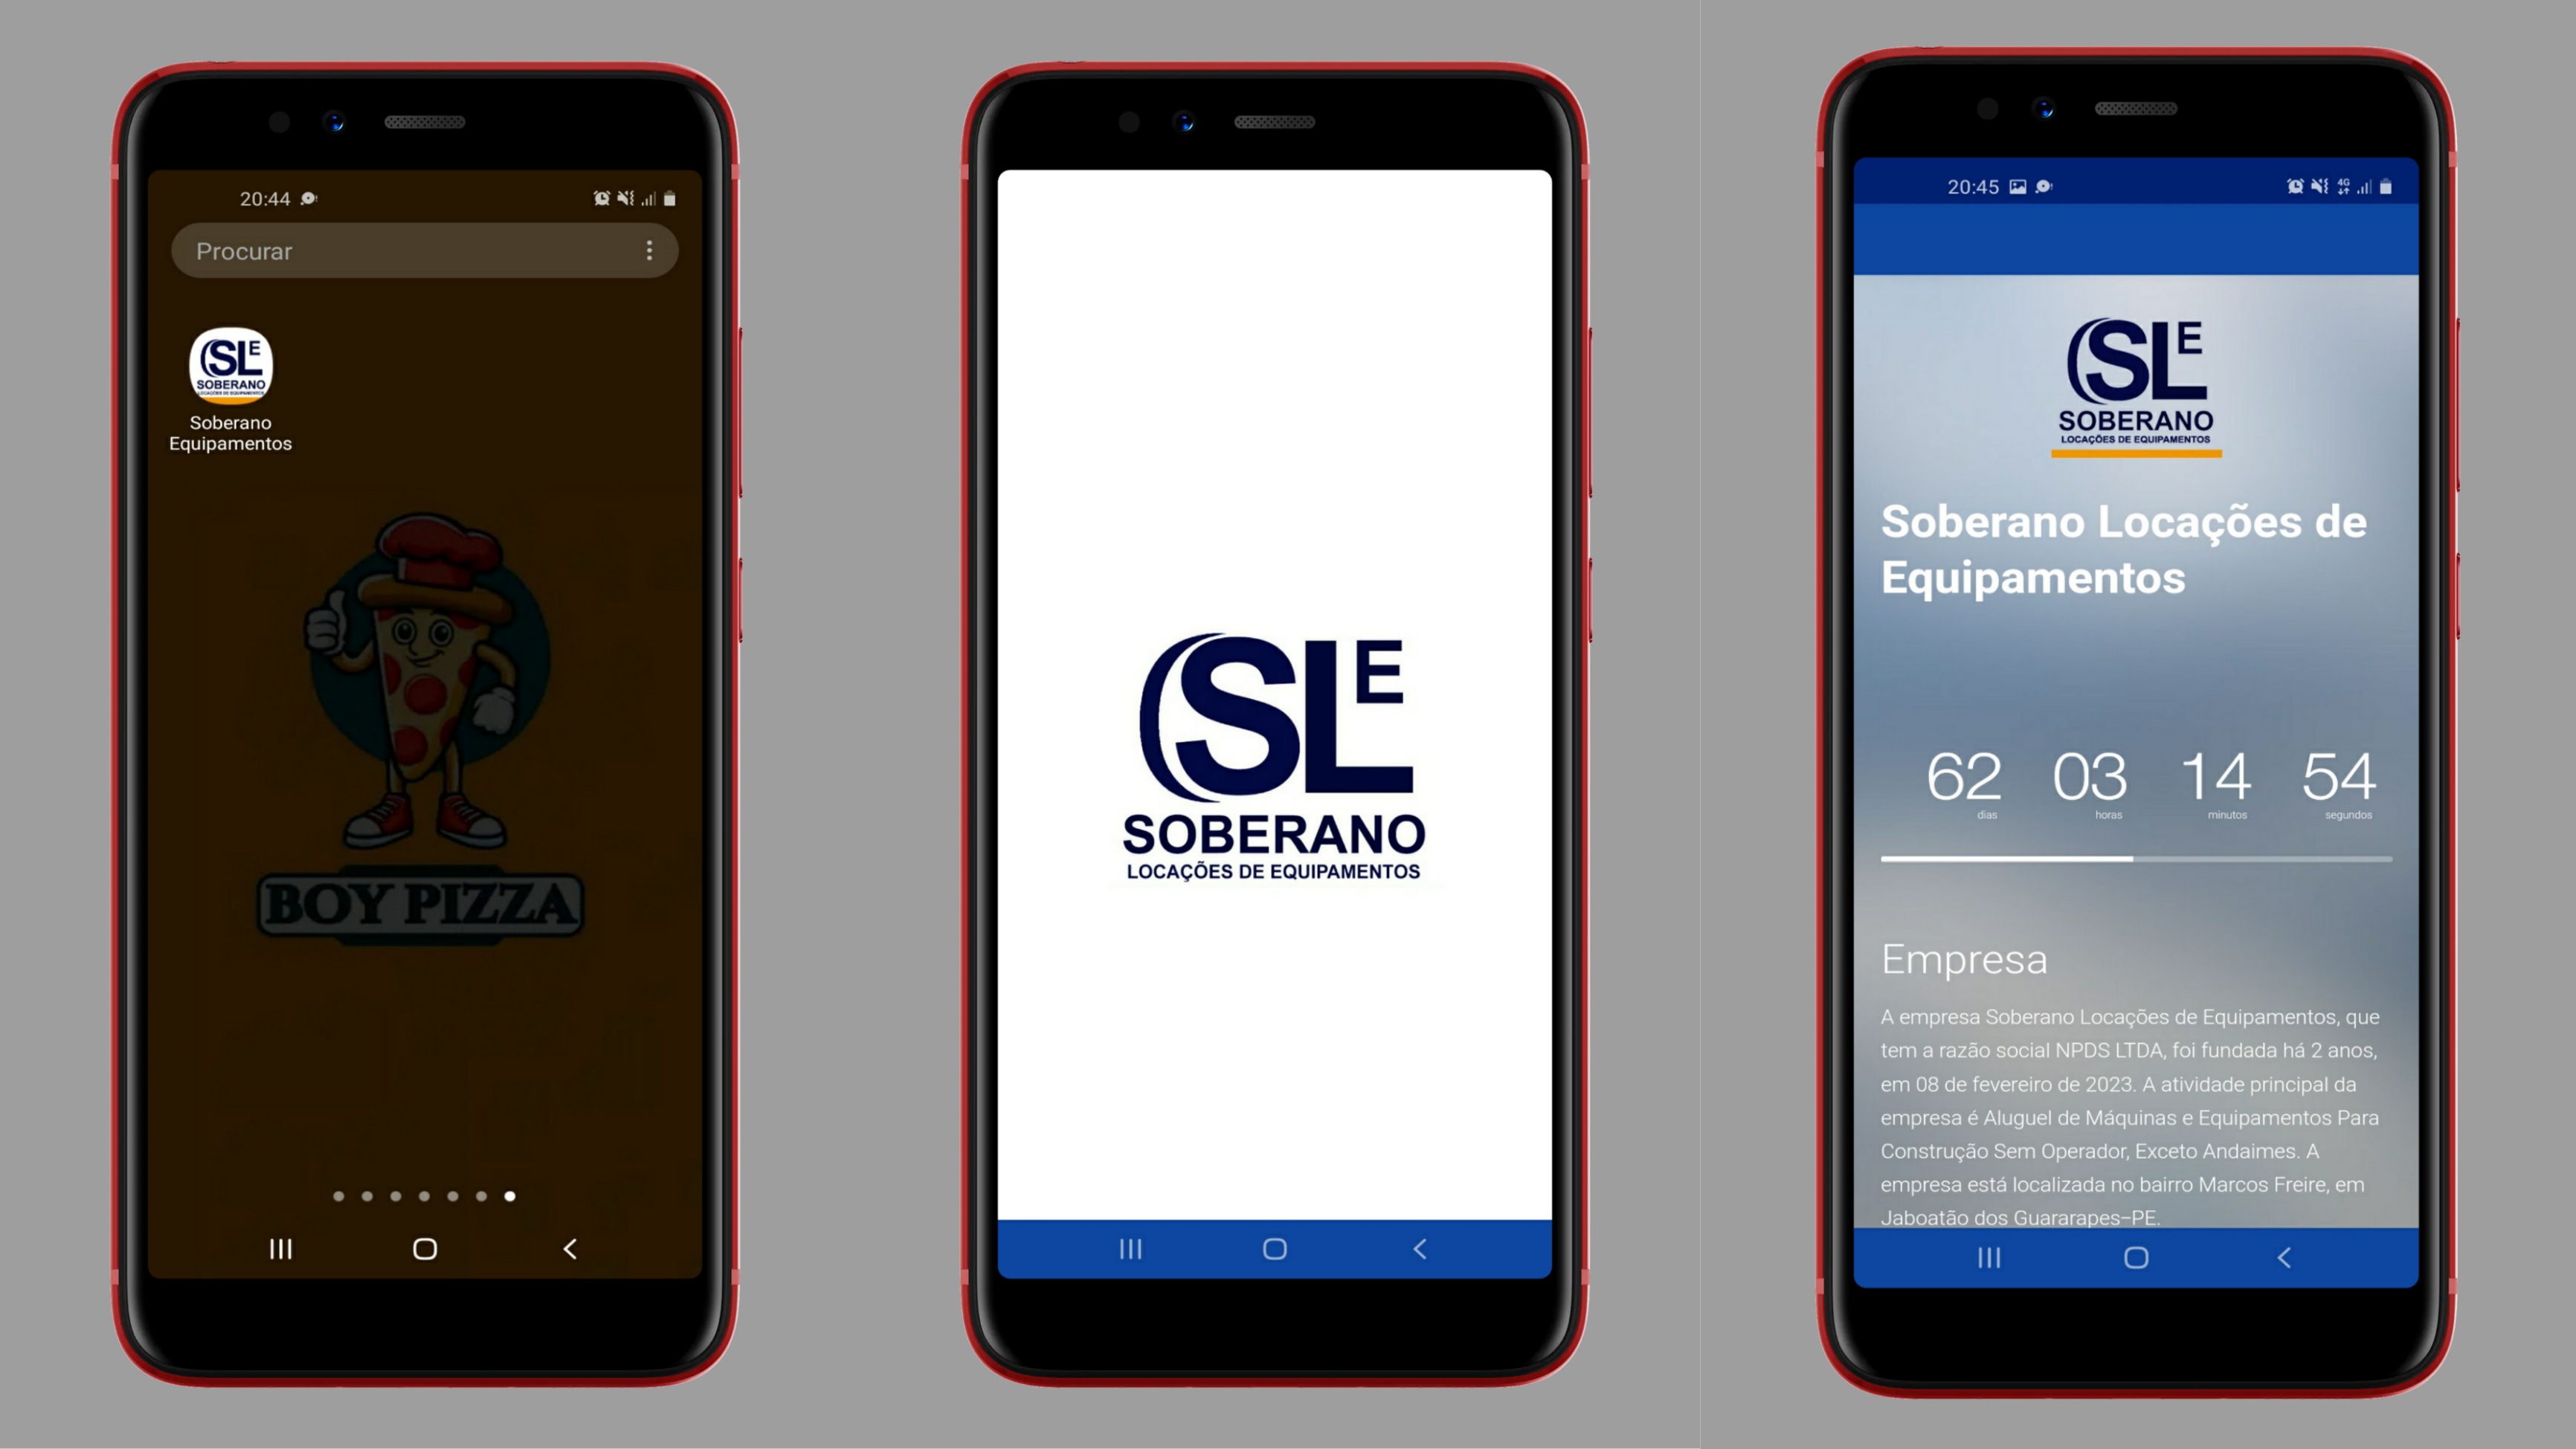 20:44
Procurar
SLE
SOBERANO
LOCAÇÕES DE EQUIPAMENTOS
Soberano
Equipamentos
BOY PIZZA
SLE
SOBERANO
LOCAÇÕES DE EQUIPAMENTOS
20:45
4G
SLE
SOBERANO
LOCAÇÕES DE EQUIPAMENTOS
Soberano Locações de
Equipamentos
62 03 14 54
dias horas minutos segundos
Empresa
A empresa Soberano Locações de Equipamentos, que
tem a razão social NPDS LTDA, foi fundada há 2 anos,
em 08 de fevereiro de 2023. A atividade principal da
empresa é Aluguel de Máquinas e Equipamentos Para
Construção Sem Operador, Exceto Andaimes. A
empresa está localizada no bairro Marcos Freire, em
Jaboatão dos Guararapes–PE.